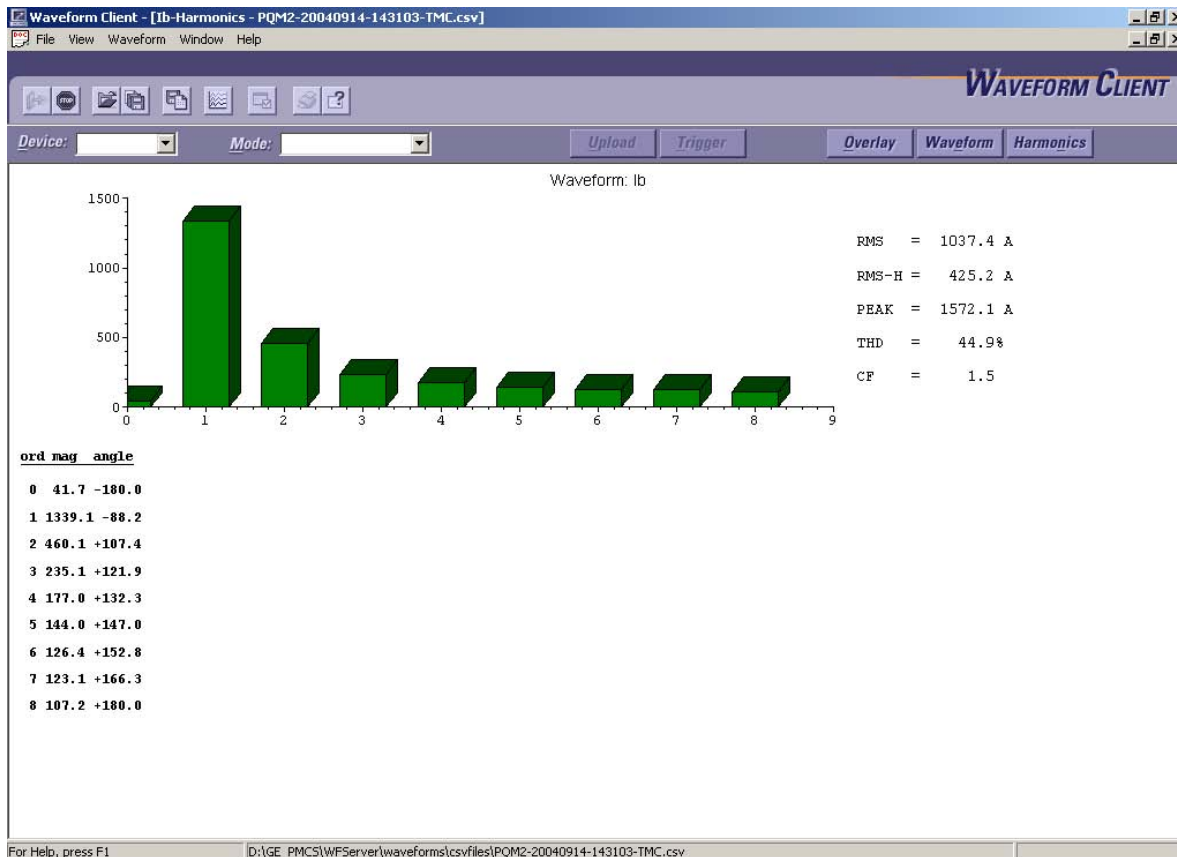 Waveform Client - [Ib-Harmonics - PQM2-20040914-143103-TMC.csv]
File View Waveform Window Help
WAVEFORM CLIENT
STOP
Device: Mode: Upload Trigger Overlay Waveform Harmonics
Waveform: Ib
1500
1000
500
0
0 1 2 3 4 5 6 7 8 9
RMS = 1037.4 A
RMS-H = 425.2 A
PEAK = 1572.1 A
THD = 44.9%
CF = 1.5
ord mag angle
0 41.7 -180.0
1 1339.1 -88.2
2 460.1 +107.4
3 235.1 +121.9
4 177.0 +132.3
5 144.0 +147.0
6 126.4 +152.8
7 123.1 +166.3
8 107.2 +180.0
For Help, press F1 D:\GE_PMCS\WFServer\waveforms\csvfiles\PQM2-20040914-143103-TMC.csv